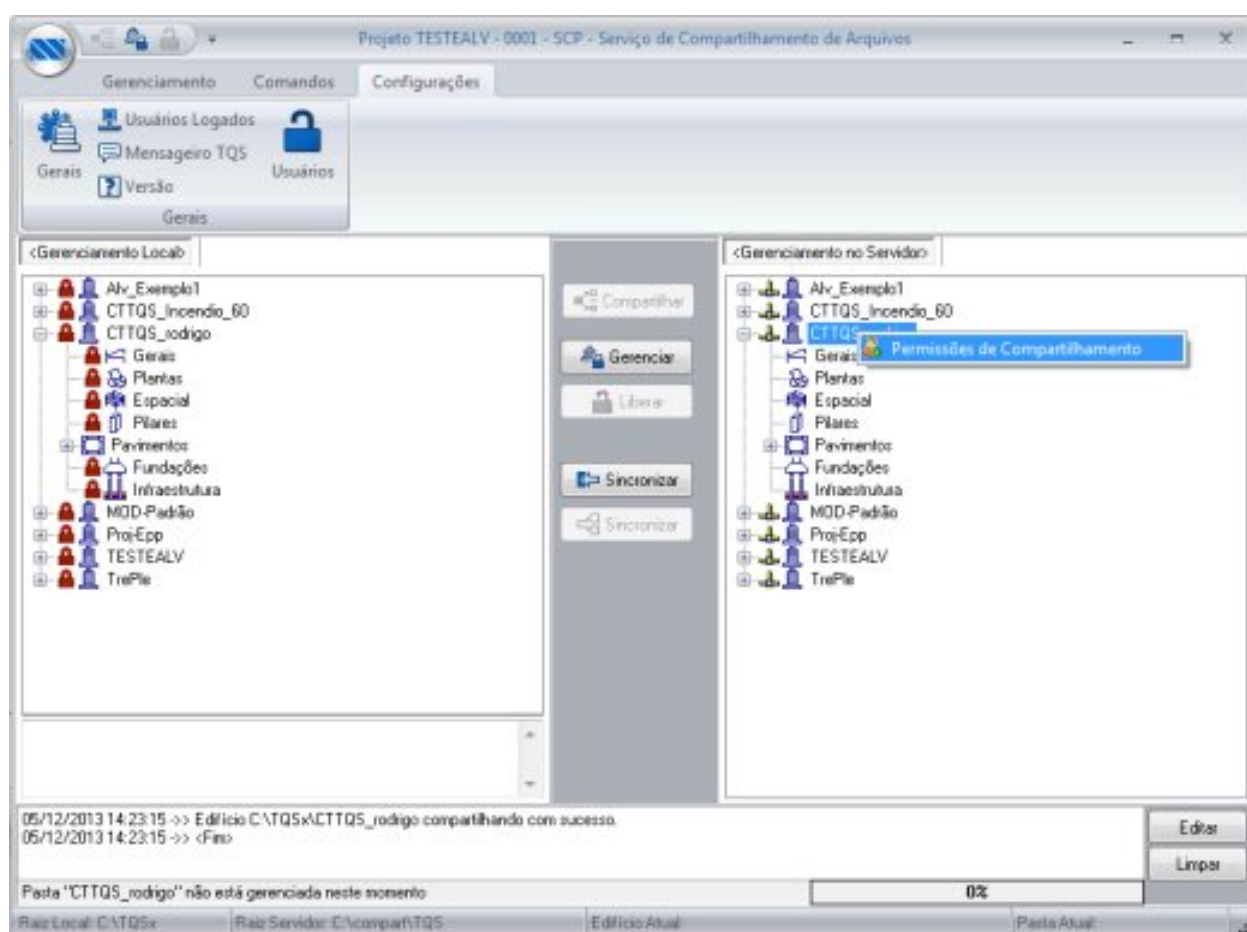 Projeto TESTEALV - 0001 - SCP - Serviço de Compartilhamento de Arquivos
Gerenciamento Comandos Configurações
Gerais
Usuários Logados
Mensageiro TQS
Versão
Usuários
Gerais
<Gerenciamento Local>
Alv_Exemplo1
CTTQS_Incendio_60
CTTQS_rodrigo
Gerais
Plantas
Espacial
Pilares
Pavimentos
Fundações
Infraestrutura
MOD-Padrão
Proj-Epp
TESTEALV
TrePle
Compartilhar
Gerenciar
Liberar
Sincronizar
Sincronizar
<Gerenciamento no Servidor>
Alv_Exemplo1
CTTQS_Incendio_60
Permissões de Compartilhamento
Gerais
Plantas
Espacial
Pilares
Pavimentos
Fundações
Infraestrutura
MOD-Padrão
Proj-Epp
TESTEALV
TrePle
05/12/2013 14:23:15 ->> Edifício C:\TQSx\CTTQS_rodrigo compartilhando com sucesso.
05/12/2013 14:23:15 ->> <Fim>
Editar
Limpar
Pasta "CTTQS_rodrigo" não está gerenciada neste momento 0%
Raiz Local: C:\TQSx Raiz Servidor: C:\compart\TQS Edifício Atual: Pasta Atual: